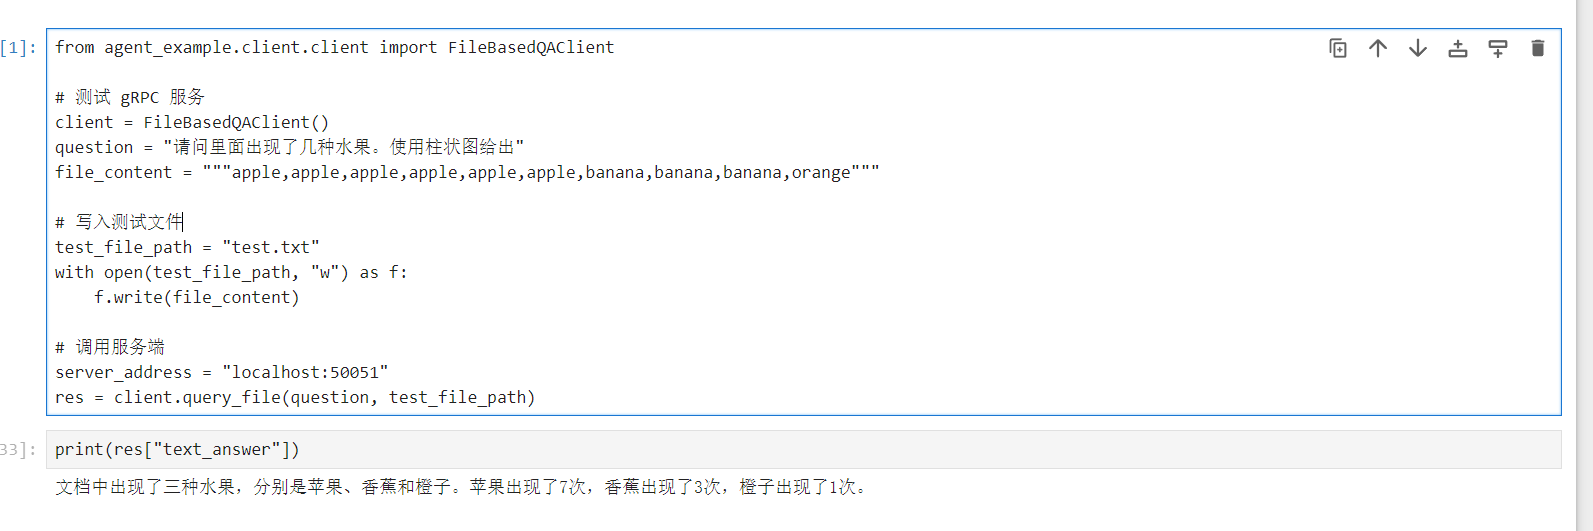 [1]:
from agent_example.client.client import FileBasedQAClient
# 测试 gRPC 服务
client = FileBasedQAClient()
question = "请问里面出现了几种水果。使用柱状图给出"
file_content = """apple,apple,apple,apple,apple,apple,banana,banana,banana,orange"""
# 写入测试文件
test_file_path = "test.txt"
with open(test_file_path, "w") as f:
    f.write(file_content)
# 调用服务端
server_address = "localhost:50051"
res = client.query_file(question, test_file_path)
33]:
print(res["text_answer"])
文档中出现了三种水果，分别是苹果、香蕉和橙子。苹果出现了7次，香蕉出现了3次，橙子出现了1次。